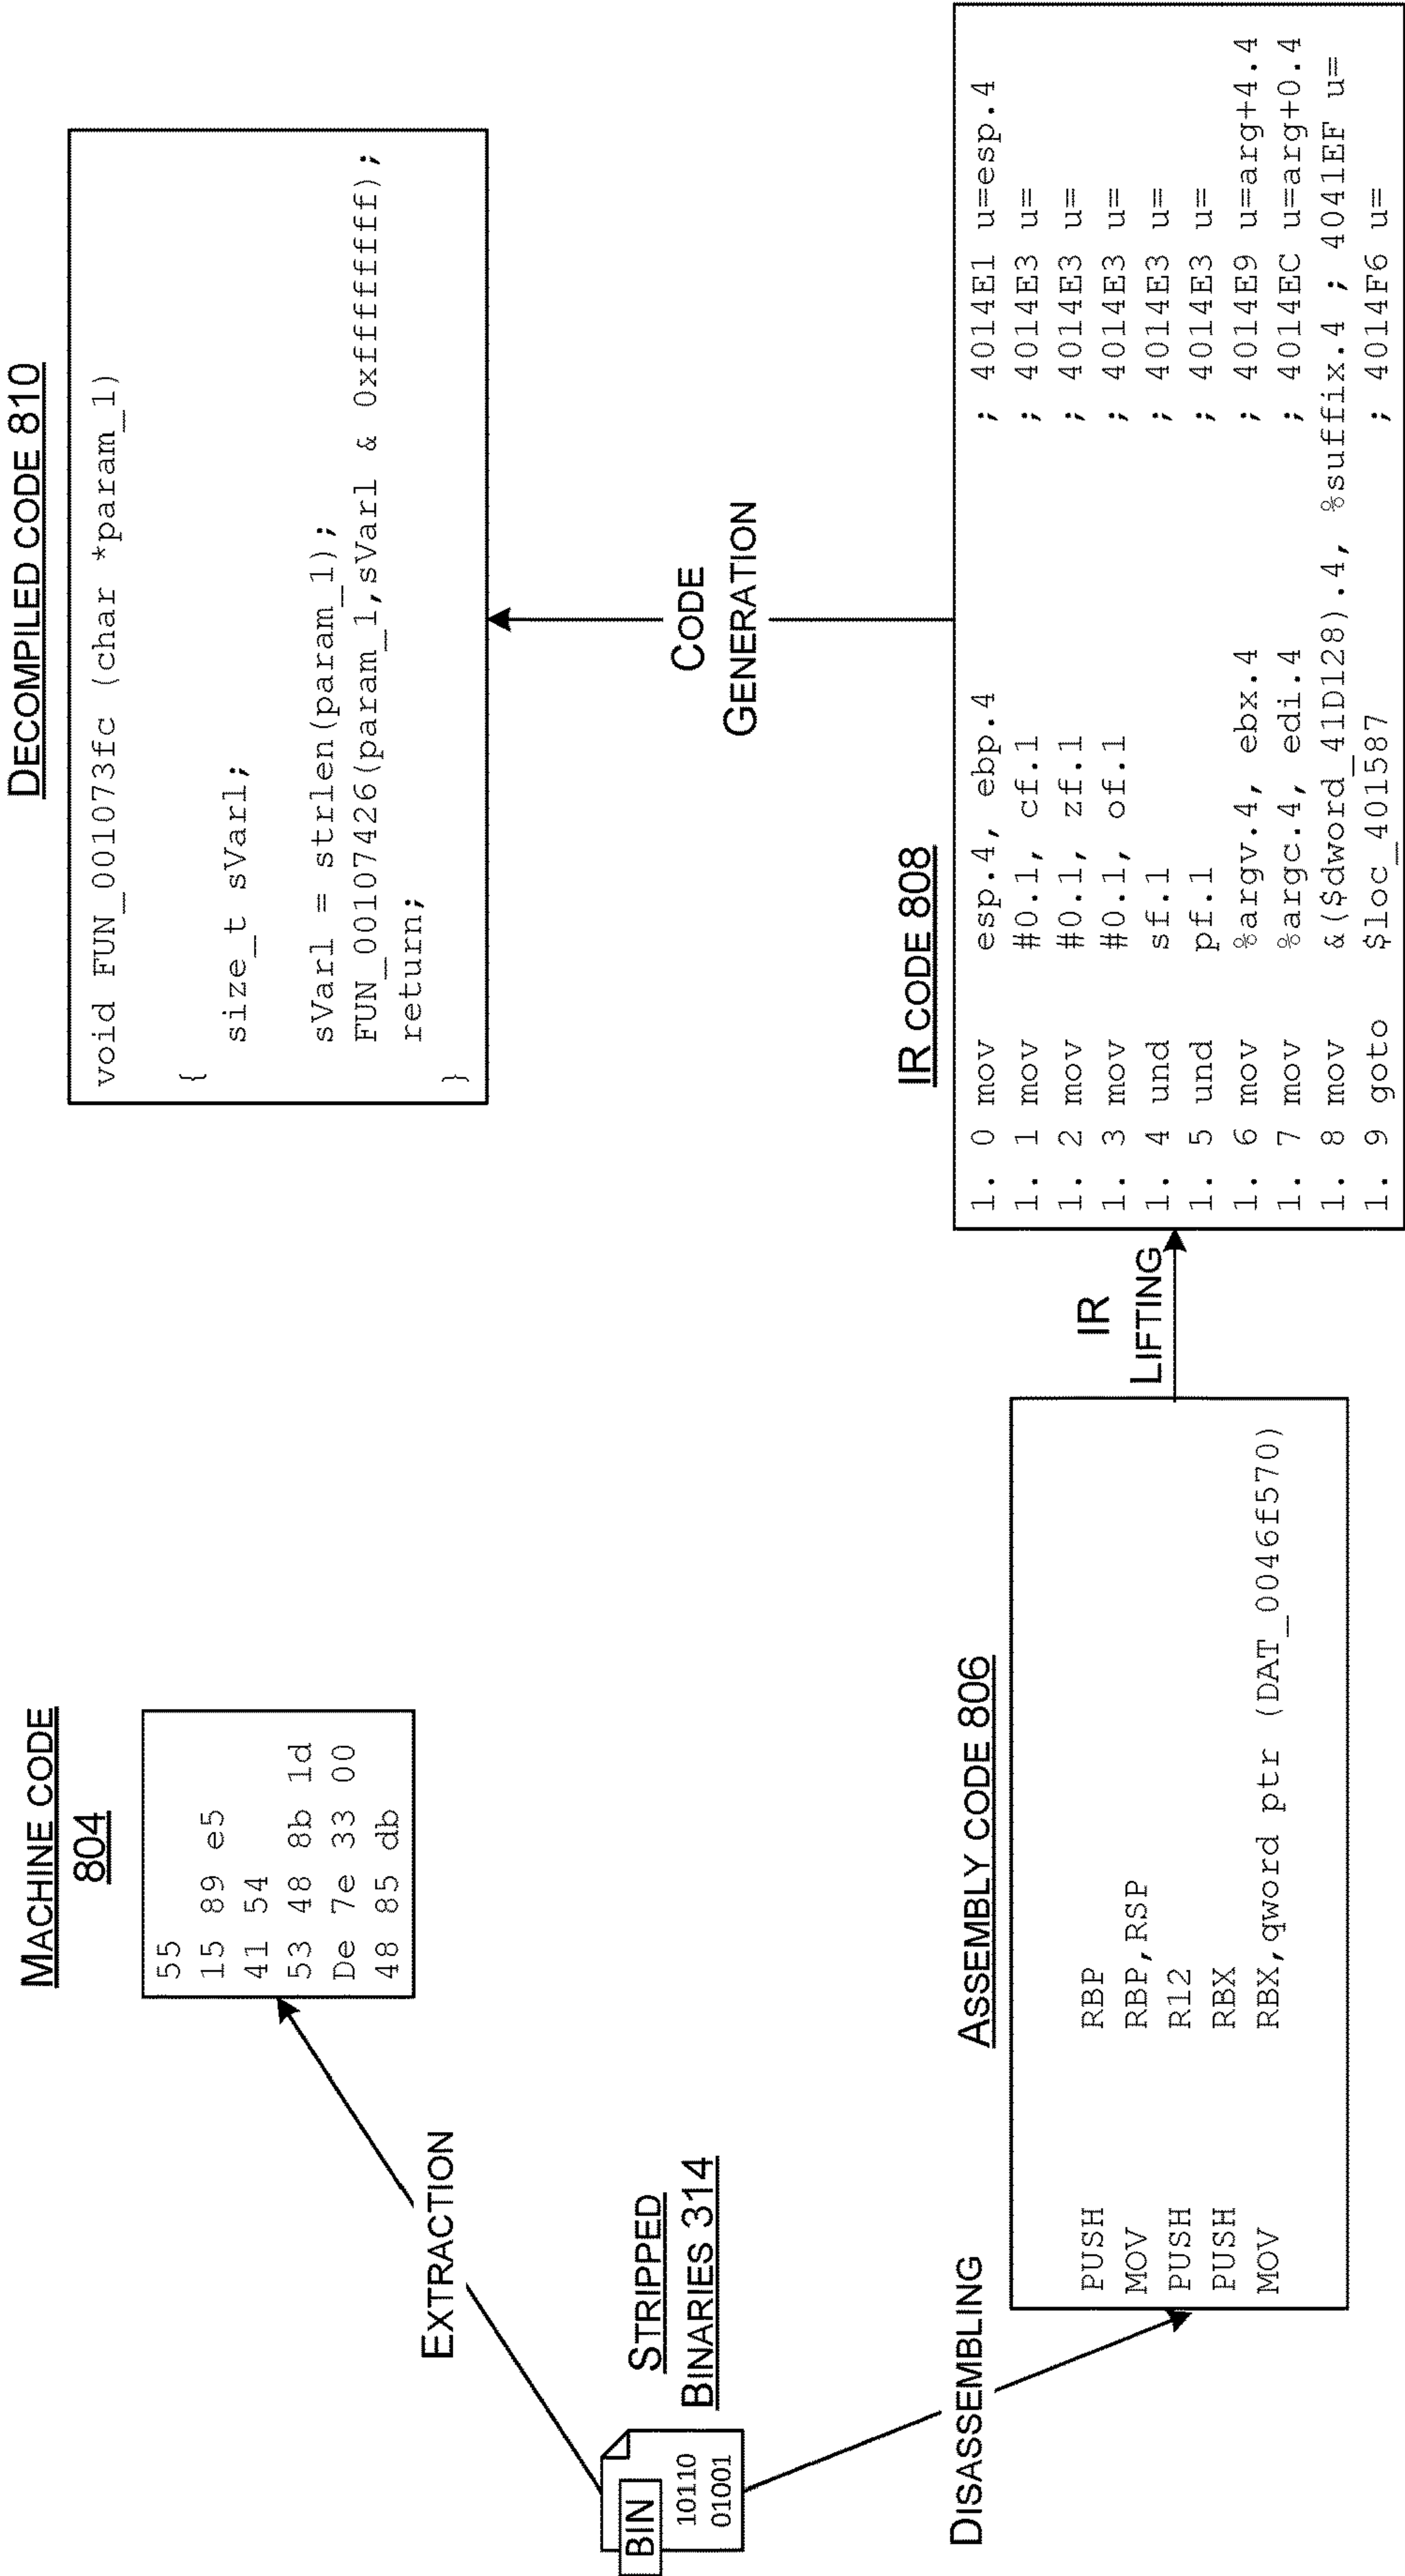 MACHINE CODE
804
55
15 89 e5
41 54
53 48 8b 1d
De 7e 33 00
48 85 db
EXTRACTION
STRIPPED
BINARIES 314
BIN
10110
01001
DISASSEMBLING
ASSEMBLY CODE 806
PUSH RBP
MOV RBP,RSP
PUSH R12
PUSH RBX
MOV RBX,qword ptr (DAT_0046f570)
IR
LIFTING
IR CODE 808
1. 0 mov esp.4, ebp.4 ; 4014E1 u=esp.4
1. 1 mov #0.1, cf.1 ; 4014E3 u=
1. 2 mov #0.1, zf.1 ; 4014E3 u=
1. 3 mov #0.1, of.1 ; 4014E3 u=
1. 4 und sf.1 ; 4014E3 u=
1. 5 und pf.1 ; 4014E3 u=
1. 6 mov %argv.4, ebx.4 ; 4014E9 u=arg+4.4
1. 7 mov %argc.4, edi.4 ; 4014EC u=arg+0.4
1. 8 mov &($dword_41D128).4, %suffix.4 ; 4041EF u=
1. 9 goto $loc_401587 ; 4014F6 u=
CODE
GENERATION
DECOMPILED CODE 810
void FUN_001073fc (char *param_1)
{
size_t sVarl;
sVarl = strlen(param_1);
FUN_00107426(param_1,sVarl & 0xffffffff);
return;
}